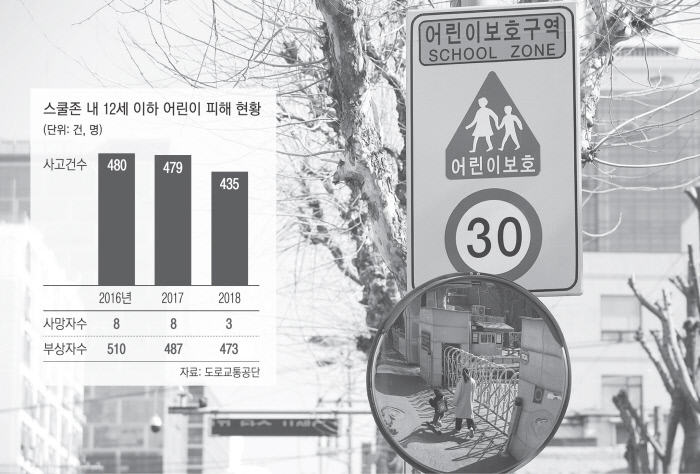 스쿨존 내 12세 이하 어린이 피해 현황
(단위: 건, 명)
사고건수 480 479 435
2016년 2017 2018
사망자수 8 8 3
부상자수 510 487 473
자료: 도로교통공단
어린이보호구역
SCHOOL ZONE
어린이보호
30